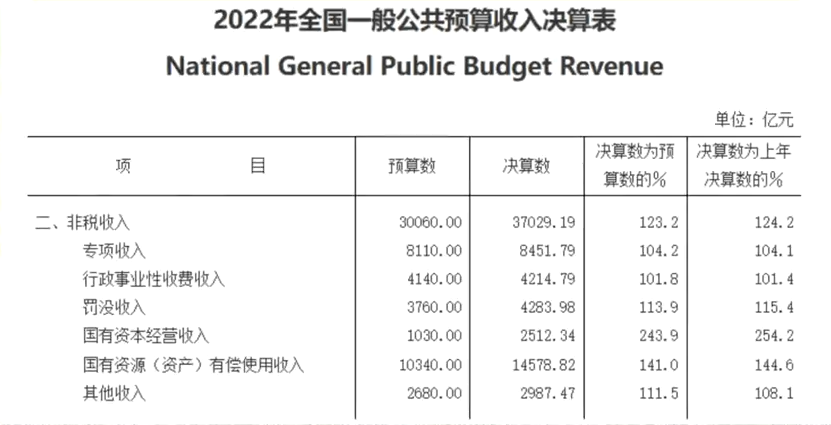 2022年全国一般公共预算收入决算表
National General Public Budget Revenue
单位：亿元
项 目 预算数 决算数 决算数为预算数的% 决算数为上年决算数的%
二、非税收入 30060.00 37029.19 123.2 124.2
专项收入 8110.00 8451.79 104.2 104.1
行政事业性收费收入 4140.00 4214.79 101.8 101.4
罚没收入 3760.00 4283.98 113.9 115.4
国有资本经营收入 1030.00 2512.34 243.9 254.2
国有资源（资产）有偿使用收入 10340.00 14578.82 141.0 144.6
其他收入 2680.00 2987.47 111.5 108.1